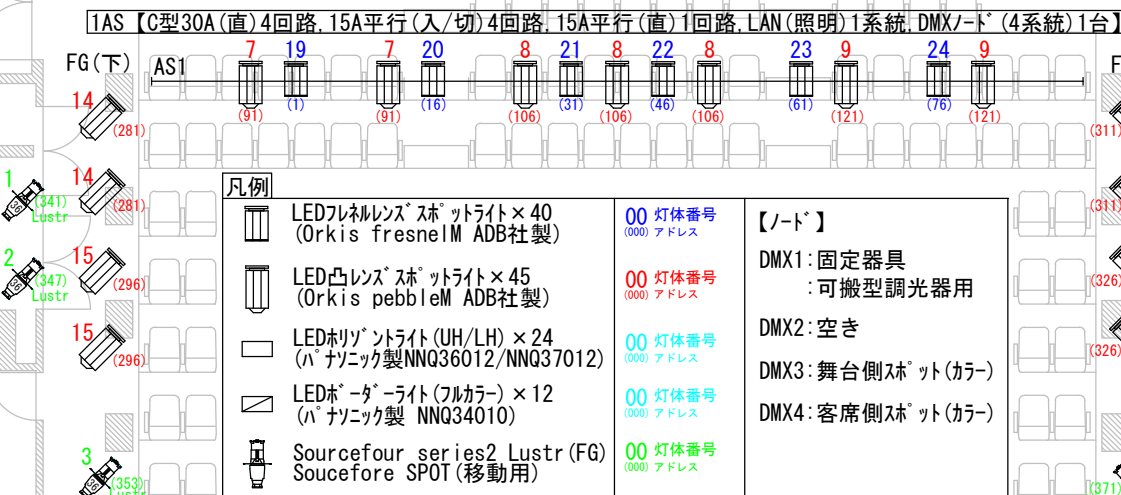 1AS【C型30A(直)4回路,15A平行(入/切)4回路,15A平行(直)1回路,LAN(照明)1系統,DMXﾉｰﾄﾞ(4系統)1台】
7 19 7 20 8 21 8 22 8 23 9 24 9
FG(下) AS1 F
(91) (1) (91) (16) (106) (31) (106) (46) (106) (61) (121) (76) (121)
14
(281)
(311)
14
(281)
(311)
1
36
(341)
Lustr
15
(296)
(326)
2
36
(347)
Lustr
15
(296)
(326)
3
36
(353)
Lustr
(371)
凡例
LEDﾌﾚﾈﾙﾚﾝｽﾞｽﾎﾟｯﾄﾗｲﾄ×40
(Orkis fresnelM ADB社製)
00 灯体番号
(000) アドレス
LED凸ﾚﾝｽﾞｽﾎﾟｯﾄﾗｲﾄ×45
(Orkis pebbleM ADB社製)
00 灯体番号
(000) アドレス
LEDﾎﾘｿﾞﾝﾄﾗｲﾄ(UH/LH)×24
(ﾊﾟﾅｿﾆｯｸ製NNQ36012/NNQ37012)
00 灯体番号
(000) アドレス
LEDﾎﾞｰﾀﾞｰﾗｲﾄ(ﾌﾙｶﾗｰ)×12
(ﾊﾟﾅｿﾆｯｸ製 NNQ34010)
00 灯体番号
(000) アドレス
Sourcefour series2 Lustr(FG)
Soucefore SPOT(移動用)
00 灯体番号
(000) アドレス
【ﾉｰﾄﾞ】
DMX1:固定器具
:可搬型調光器用
DMX2:空き
DMX3:舞台側ｽﾎﾟｯﾄ(ｶﾗｰ)
DMX4:客席側ｽﾎﾟｯﾄ(ｶﾗｰ)